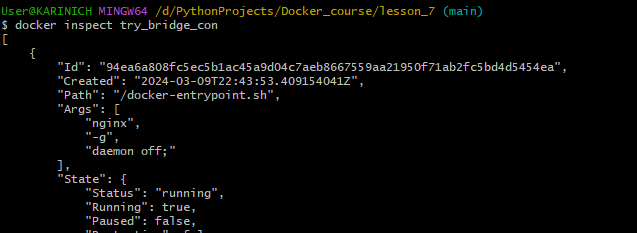 User@KARINICH MINGW64 /d/PythonProjects/Docker_course/lesson_7 (main)
$ docker inspect try_bridge_con
[
    {
        "Id": "94ea6a808fc5ec5b1ac45a9d04c7aeb8667559aa21950f71ab2fc5bd4d5454ea",
        "Created": "2024-03-09T22:43:53.409154041Z",
        "Path": "/docker-entrypoint.sh",
        "Args": [
            "nginx",
            "-g",
            "daemon off;"
        ],
        "State": {
            "Status": "running",
            "Running": true,
            "Paused": false,